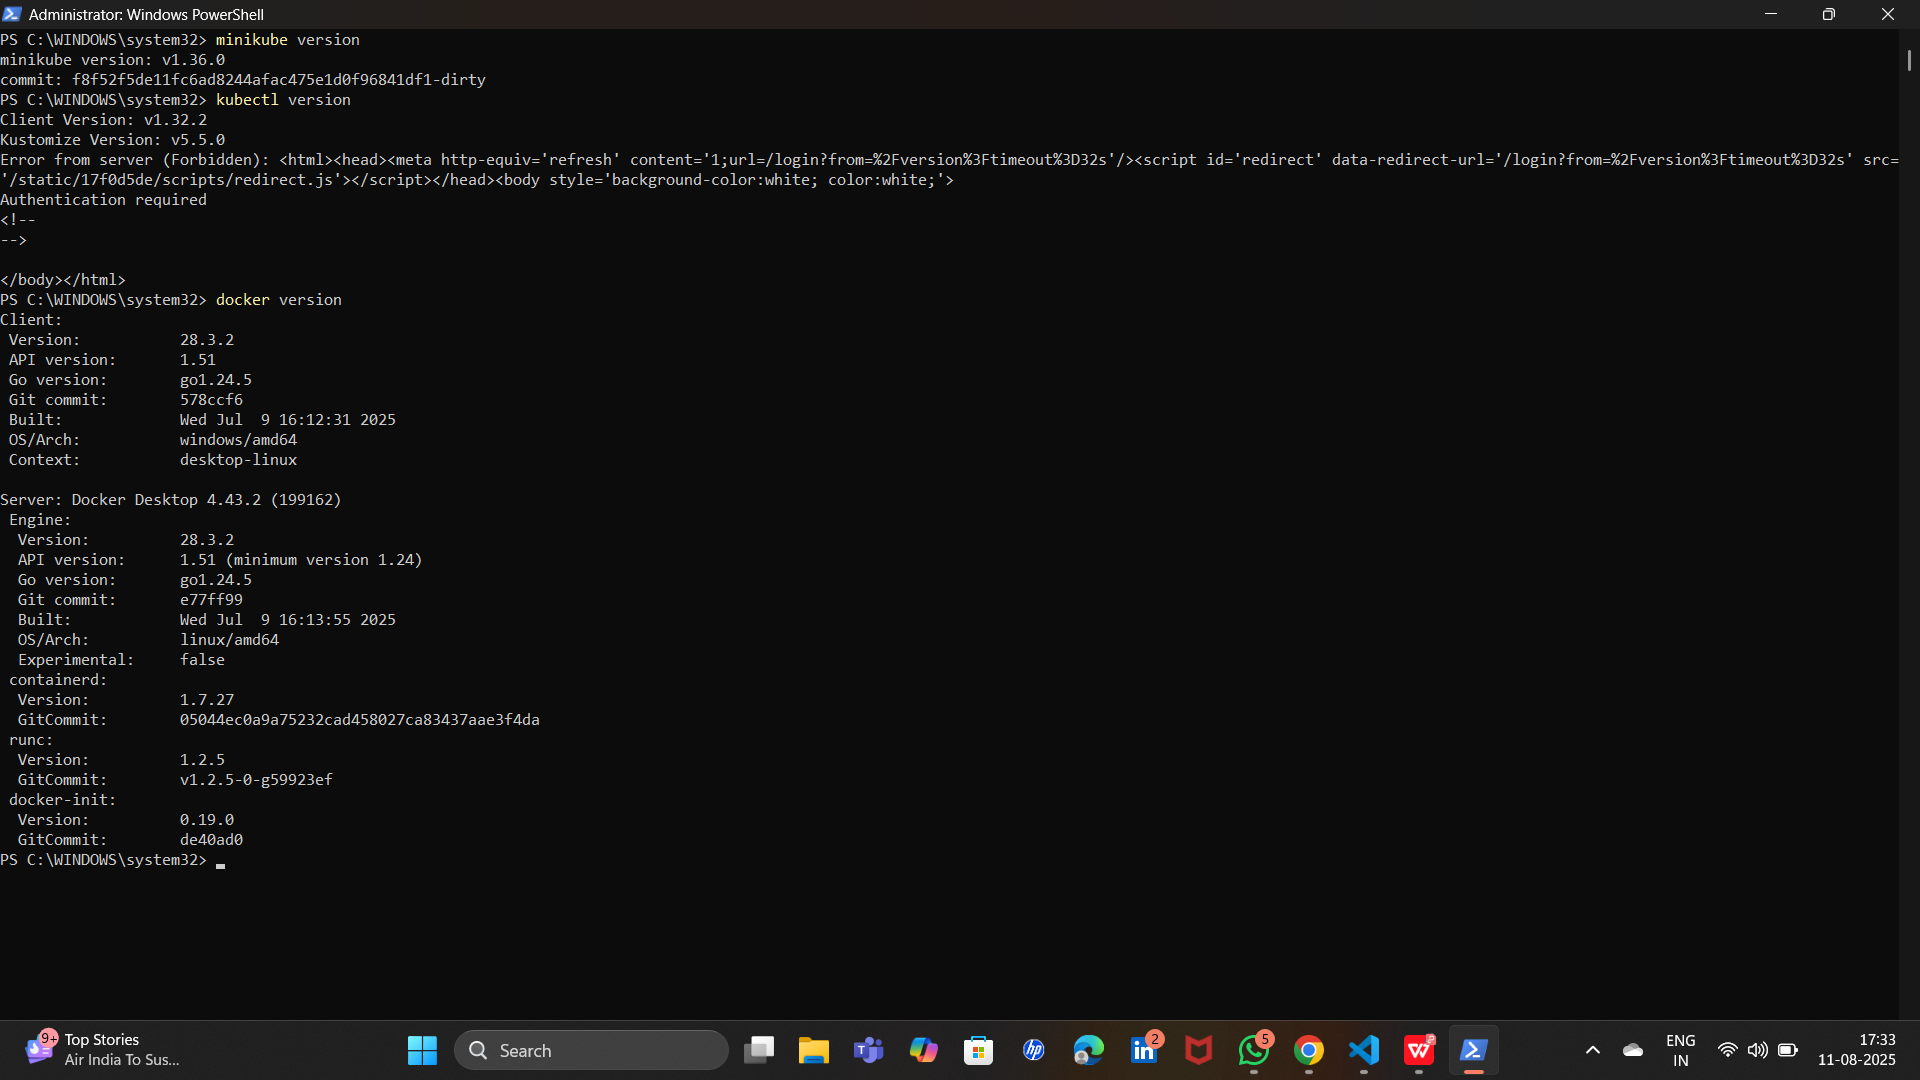 Administrator: Windows PowerShell
PS C:\WINDOWS\system32> minikube version
minikube version: v1.36.0
commit: f8f52f5de11fc6ad8244afac475e1d0f96841df1-dirty
PS C:\WINDOWS\system32> kubectl version
Client Version: v1.32.2
Kustomize Version: v5.5.0
Error from server (Forbidden): <html><head><meta http-equiv='refresh' content='1;url=/login?from=%2Fversion%3Ftimeout%3D32s'/><script id='redirect' data-redirect-url='/login?from=%2Fversion%3Ftimeout%3D32s' src=
'/static/17f0d5de/scripts/redirect.js'></script></head><body style='background-color:white; color:white;'>
Authentication required
<!--
-->
</body></html>
PS C:\WINDOWS\system32> docker version
Client:
 Version:           28.3.2
 API version:       1.51
 Go version:        go1.24.5
 Git commit:        578ccf6
 Built:             Wed Jul  9 16:12:31 2025
 OS/Arch:           windows/amd64
 Context:           desktop-linux
Server: Docker Desktop 4.43.2 (199162)
 Engine:
  Version:          28.3.2
  API version:      1.51 (minimum version 1.24)
  Go version:       go1.24.5
  Git commit:       e77ff99
  Built:            Wed Jul  9 16:13:55 2025
  OS/Arch:          linux/amd64
  Experimental:     false
 containerd:
  Version:          1.7.27
  GitCommit:        05044ec0a9a75232cad458027ca83437aae3f4da
 runc:
  Version:          1.2.5
  GitCommit:        v1.2.5-0-g59923ef
 docker-init:
  Version:          0.19.0
  GitCommit:        de40ad0
PS C:\WINDOWS\system32>
9+
Top Stories
Air India To Sus...
Search
hp
2
5
ENG
IN
17:33
11-08-2025